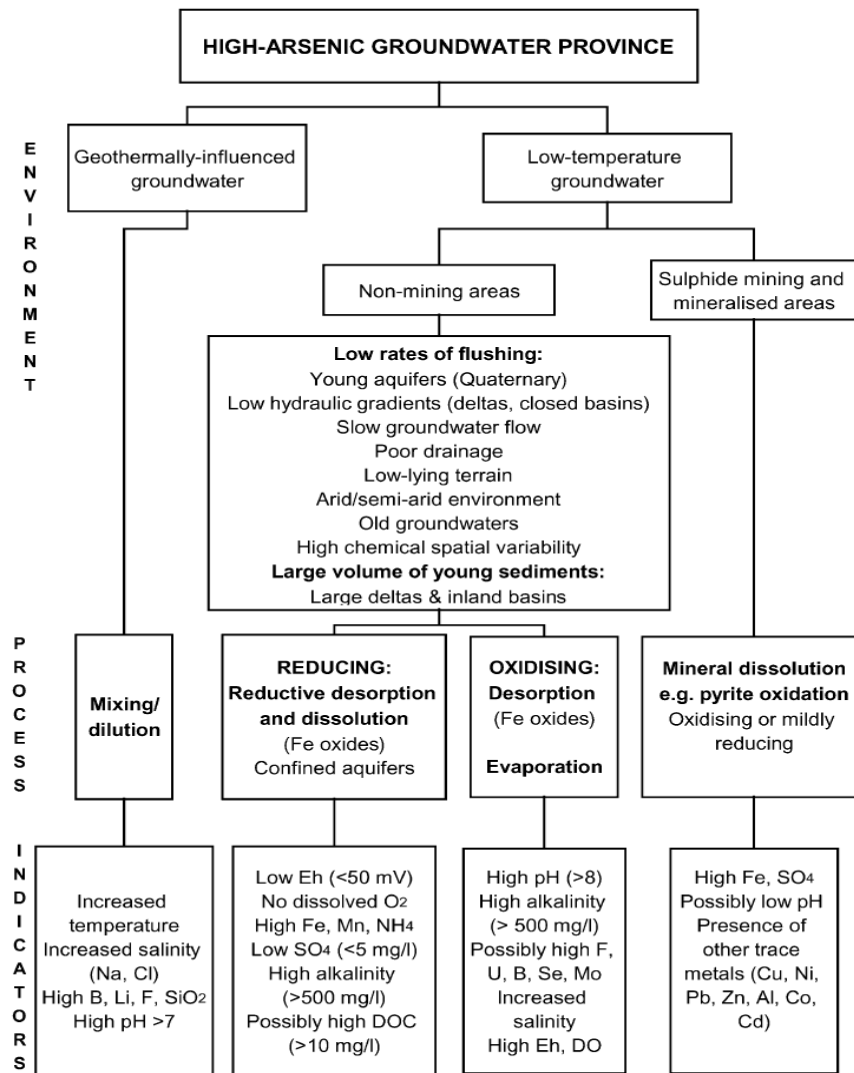 HIGH-ARSENIC GROUNDWATER PROVINCE
ENVIRONMENT
Geothermally-influenced
groundwater
Low-temperature
groundwater
Non-mining areas
Sulphide mining and
mineralised areas
Low rates of flushing:
Young aquifers (Quaternary)
Low hydraulic gradients (deltas, closed basins)
Slow groundwater flow
Poor drainage
Low-lying terrain
Arid/semi-arid environment
Old groundwaters
High chemical spatial variability
Large volume of young sediments:
Large deltas & inland basins
PROCESS
Mixing/
dilution
REDUCING:
Reductive desorption
and dissolution
(Fe oxides)
Confined aquifers
OXIDISING:
Desorption
(Fe oxides)
Evaporation
Mineral dissolution
e.g. pyrite oxidation
Oxidising or mildly
reducing
INDICATORS
Increased
temperature
Increased salinity
(Na, Cl)
High B, Li, F, SiO2
High pH >7
Low Eh (<50 mV)
No dissolved O2
High Fe, Mn, NH4
Low SO4 (<5 mg/l)
High alkalinity
(>500 mg/l)
Possibly high DOC
(>10 mg/l)
High pH (>8)
High alkalinity
(> 500 mg/l)
Possibly high F,
U, B, Se, Mo
Increased
salinity
High Eh, DO
High Fe, SO4
Possibly low pH
Presence of
other trace
metals (Cu, Ni,
Pb, Zn, Al, Co,
Cd)